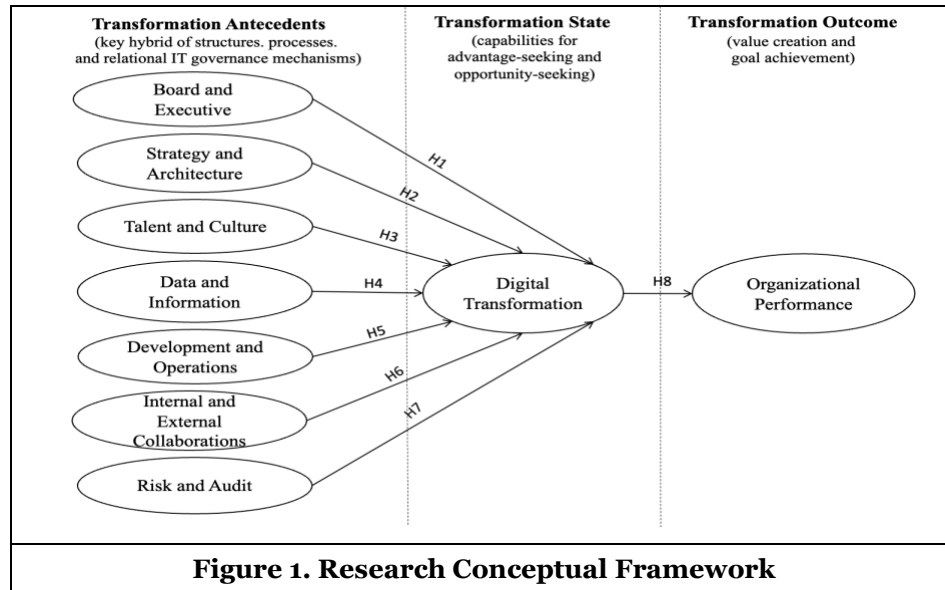 Transformation Antecedents
(key hybrid of structures. processes.
and relational IT governance mechanisms)
Transformation State
(capabilities for
advantage-seeking and
opportunity-seeking)
Transformation Outcome
(value creation and
goal achievement)
Board and
Executive
Strategy and
Architecture
Talent and Culture
Data and
Information
Development and
Operations
Internal and
External
Collaborations
Risk and Audit
H1
H2
H3
H4
H5
H6
H7
Digital
Transformation
H8
Organizational
Performance
Figure 1. Research Conceptual Framework